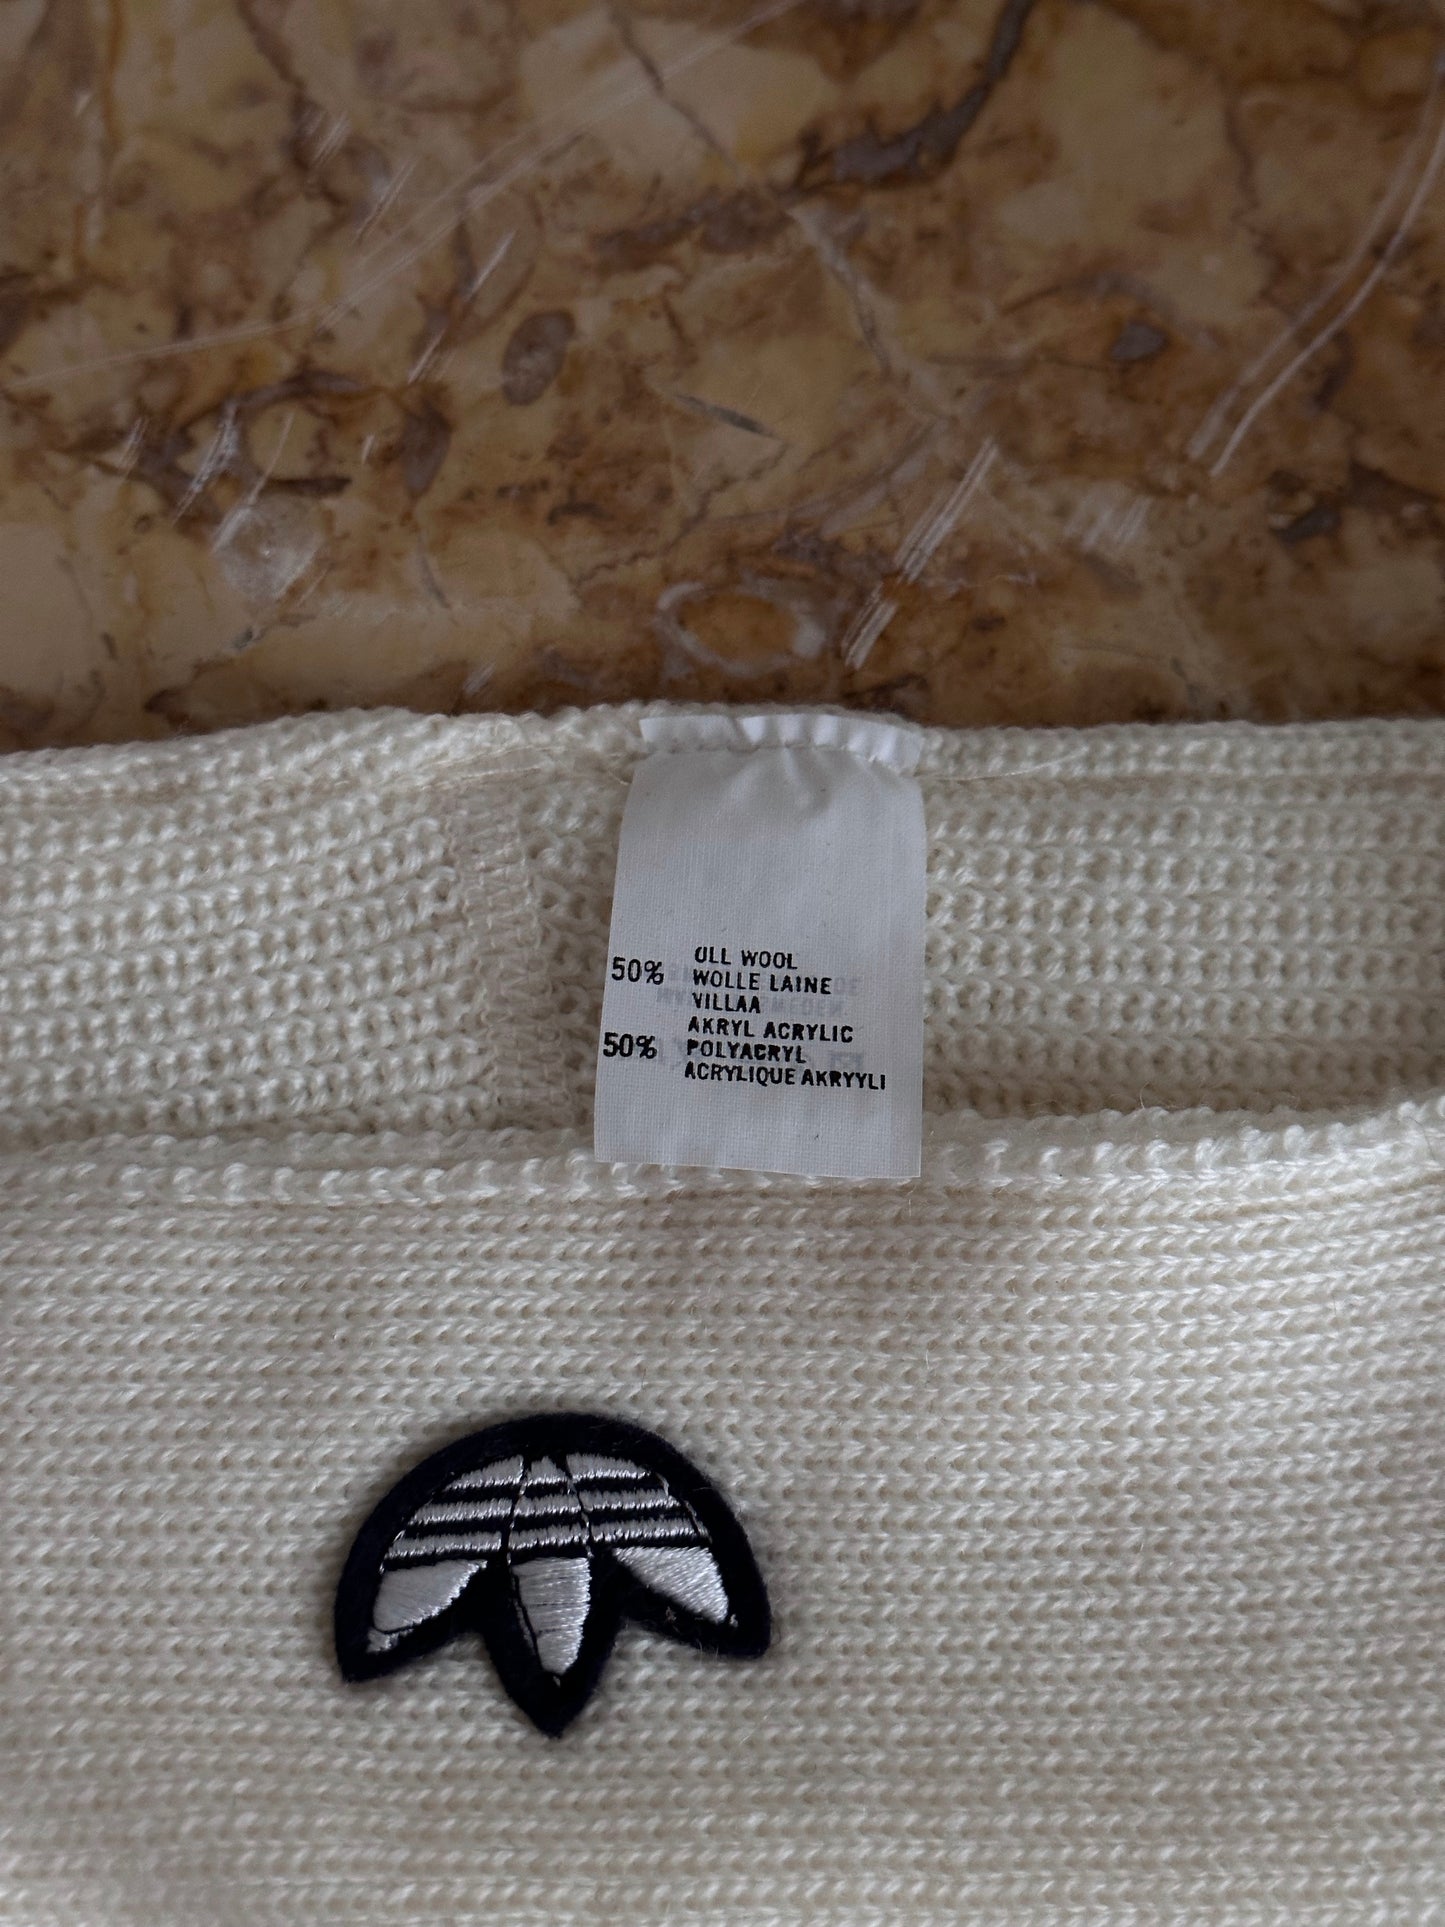 ULL WOOL
50% WOLLE LAINE
VILLAA
AKRYL ACRYLIC
50% POLYACRYL
ACRYLIQUE AKRYYLI